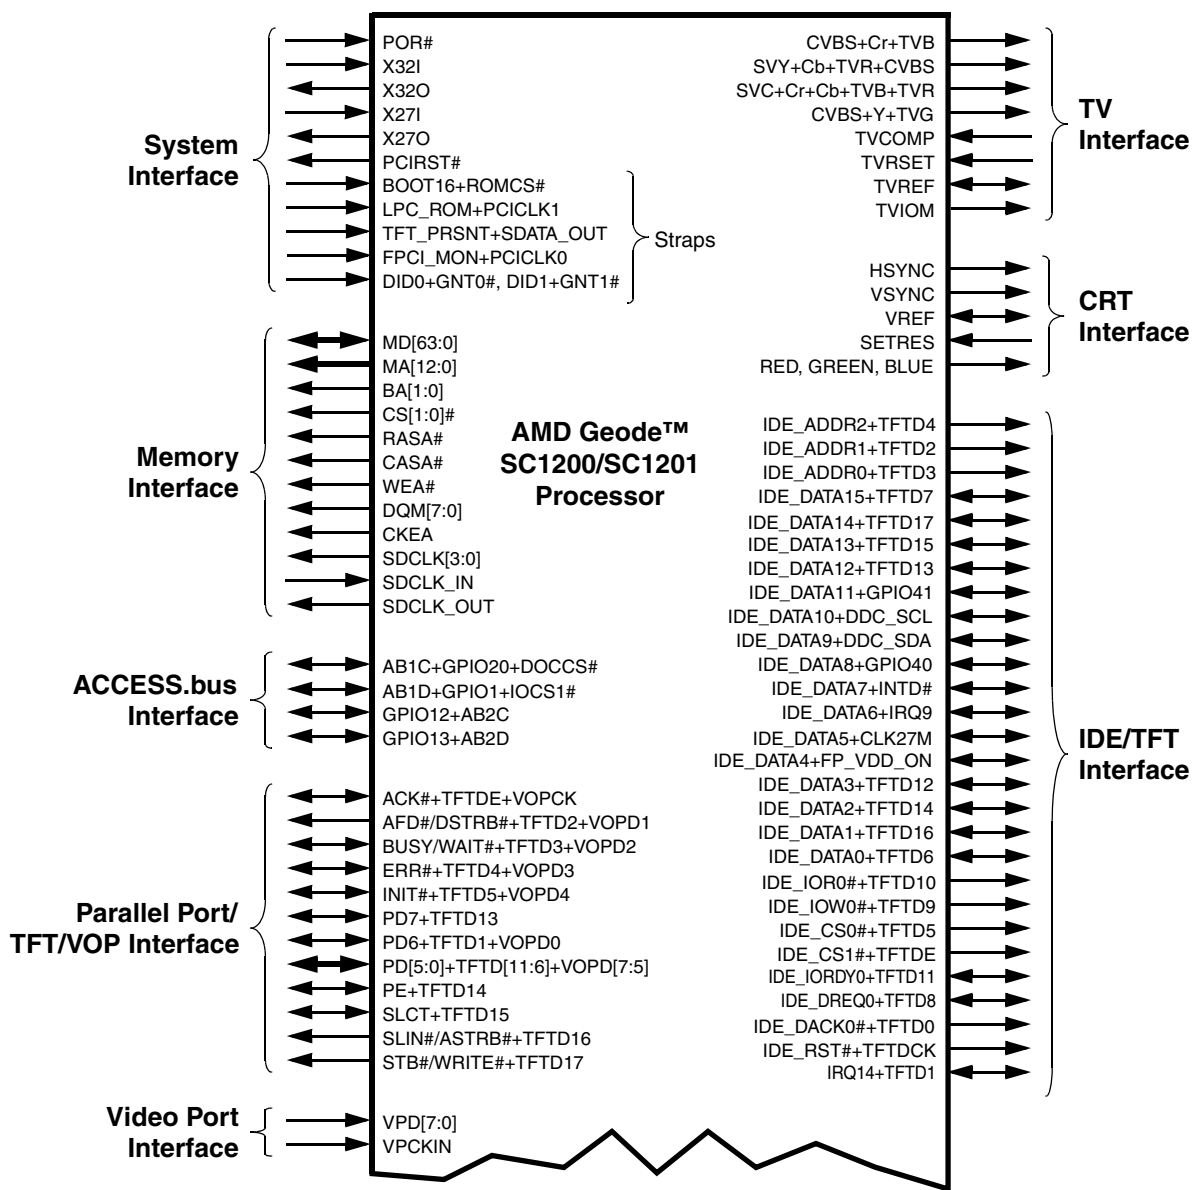 System
Interface
POR#
X32I
X32O
X27I
X27O
PCIRST#
BOOT16+ROMCS#
LPC_ROM+PCICLK1
TFT_PRSNT+SDATA_OUT
FPCI_MON+PCICLK0
DID0+GNT0#, DID1+GNT1#
Straps
Memory
Interface
MD[63:0]
MA[12:0]
BA[1:0]
CS[1:0]#
RASA#
CASA#
WEA#
DQM[7:0]
CKEA
SDCLK[3:0]
SDCLK_IN
SDCLK_OUT
ACCESS.bus
Interface
AB1C+GPIO20+DOCCS#
AB1D+GPIO1+IOCS1#
GPIO12+AB2C
GPIO13+AB2D
Parallel Port/
TFT/VOP Interface
ACK#+TFTDE+VOPCK
AFD#/DSTRB#+TFTD2+VOPD1
BUSY/WAIT#+TFTD3+VOPD2
ERR#+TFTD4+VOPD3
INIT#+TFTD5+VOPD4
PD7+TFTD13
PD6+TFTD1+VOPD0
PD[5:0]+TFTD[11:6]+VOPD[7:5]
PE+TFTD14
SLCT+TFTD15
SLIN#/ASTRB#+TFTD16
STB#/WRITE#+TFTD17
Video Port
Interface
VPD[7:0]
VPCKIN
AMD Geode™
SC1200/SC1201
Processor
CVBS+Cr+TVB
SVY+Cb+TVR+CVBS
SVC+Cr+Cb+TVB+TVR
CVBS+Y+TVG
TVCOMP
TVRSET
TVREF
TVIOM
TV
Interface
HSYNC
VSYNC
VREF
SETRES
RED, GREEN, BLUE
CRT
Interface
IDE_ADDR2+TFTD4
IDE_ADDR1+TFTD2
IDE_ADDR0+TFTD3
IDE_DATA15+TFTD7
IDE_DATA14+TFTD17
IDE_DATA13+TFTD15
IDE_DATA12+TFTD13
IDE_DATA11+GPIO41
IDE_DATA10+DDC_SCL
IDE_DATA9+DDC_SDA
IDE_DATA8+GPIO40
IDE_DATA7+INTD#
IDE_DATA6+IRQ9
IDE_DATA5+CLK27M
IDE_DATA4+FP_VDD_ON
IDE_DATA3+TFTD12
IDE_DATA2+TFTD14
IDE_DATA1+TFTD16
IDE_DATA0+TFTD6
IDE_IOR0#+TFTD10
IDE_IOW0#+TFTD9
IDE_CS0#+TFTD5
IDE_CS1#+TFTDE
IDE_IORDY0+TFTD11
IDE_DREQ0+TFTD8
IDE_DACK0#+TFTD0
IDE_RST#+TFTDCK
IRQ14+TFTD1
IDE/TFT
Interface